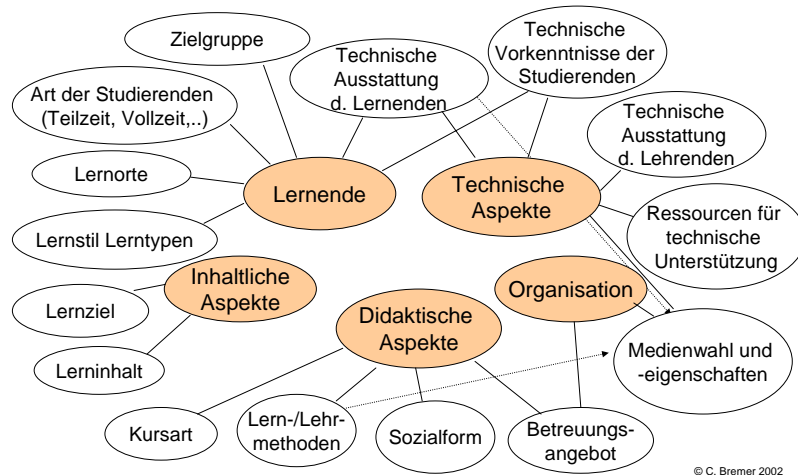 Zielgruppe
Technische
Ausstattung
d. Lernenden
Technische
Vorkenntnisse der
Studierenden
Art der Studierenden
(Teilzeit, Vollzeit,..)
Technische
Ausstattung
d. Lehrenden
Lernorte
Lernende
Technische
Aspekte
Lernstil Lerntypen
Ressourcen für
technische
Unterstützung
Inhaltliche
Aspekte
Organisation
Lernziel
Didaktische
Aspekte
Medienwahl und
-eigenschaften
Lerninhalt
Kursart
Lern-/Lehr-
methoden
Sozialform
Betreuungs-
angebot
© C. Bremer 2002